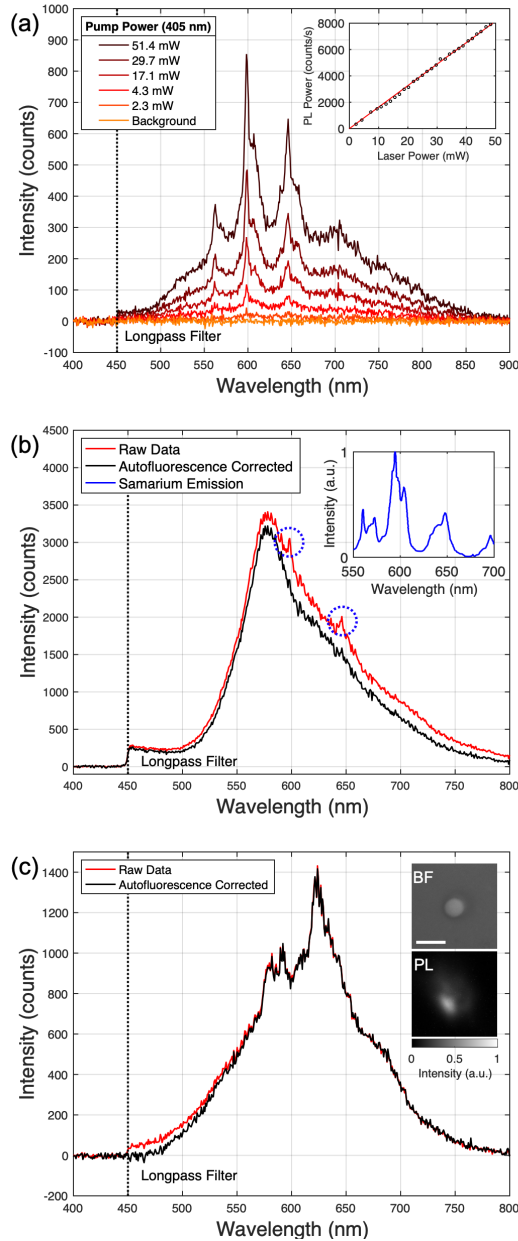 (a)
Pump Power (405 nm)
51.4 mW
29.7 mW
17.1 mW
4.3 mW
2.3 mW
Background
Longpass Filter
Intensity (counts)
1000
900
800
700
600
500
400
300
200
100
0
-100
400 450 500 550 600 650 700 750 800 850 900
Wavelength (nm)
PL Power (counts/s)
8000
6000
4000
2000
0
0 10 20 30 40 50
Laser Power (mW)
(b)
Raw Data
Autofluorescence Corrected
Samarium Emission
Longpass Filter
Intensity (counts)
4500
4000
3500
3000
2500
2000
1500
1000
500
0
400 450 500 550 600 650 700 750 800
Wavelength (nm)
Intensity (a.u.)
1
0
550 600 650 700
Wavelength (nm)
(c)
Raw Data
Autofluorescence Corrected
Longpass Filter
Intensity (counts)
1400
1200
1000
800
600
400
200
0
-200
400 450 500 550 600 650 700 750 800
Wavelength (nm)
BF
PL
0 0.5 1
Intensity (a.u.)